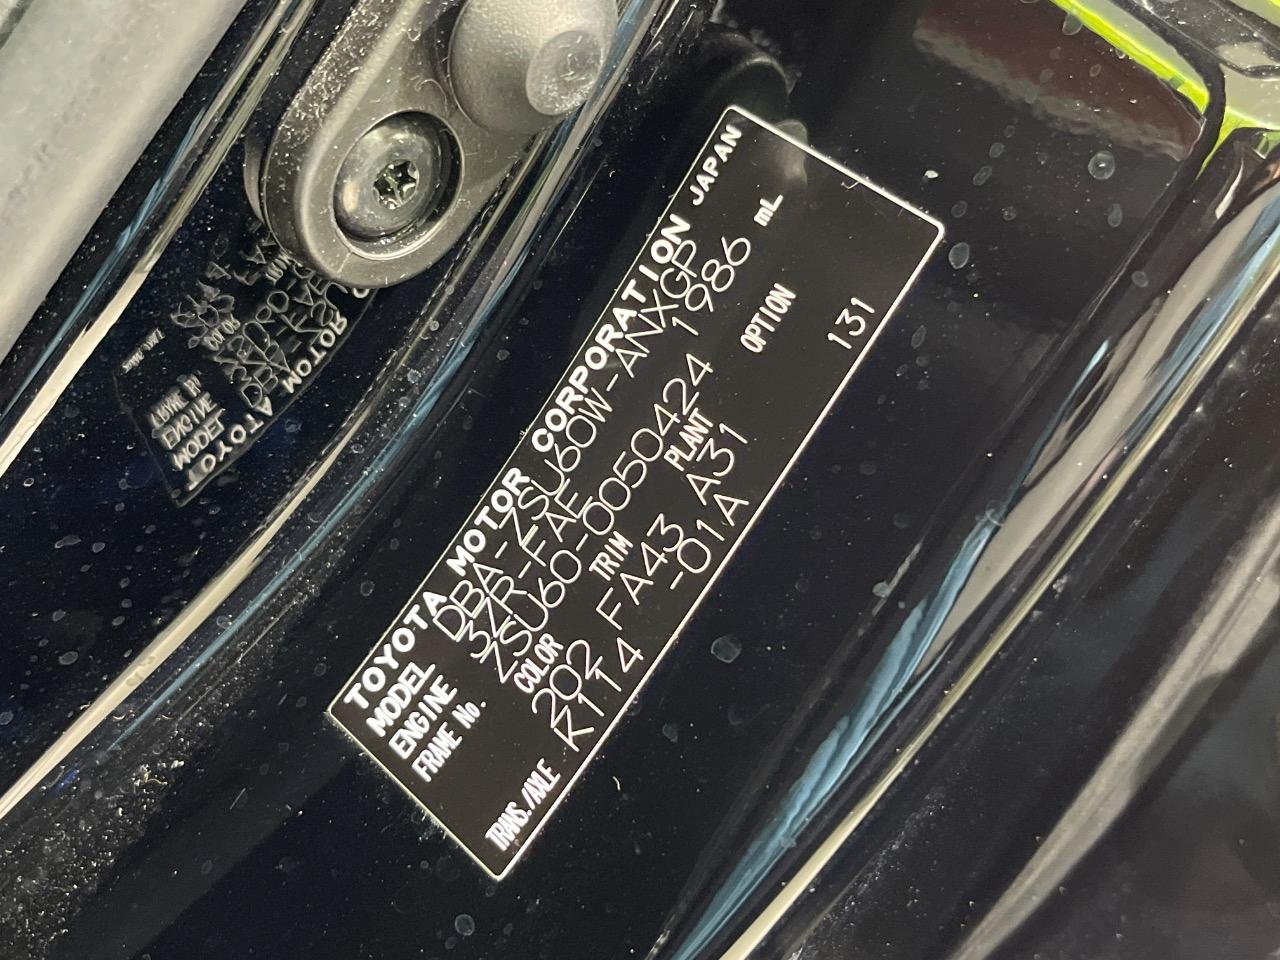 TOYOTA MOTOR CORPORATION JAPAN
MODEL DBA-ZSU60W-ANXGP
ENGINE 3ZR-FAE 1986 mL
FRAME No. ZSU60-0050424
COLOR TRIM PLANT OPTION
202 FA43 A31 131
TRANS./AXLE K114 -01A